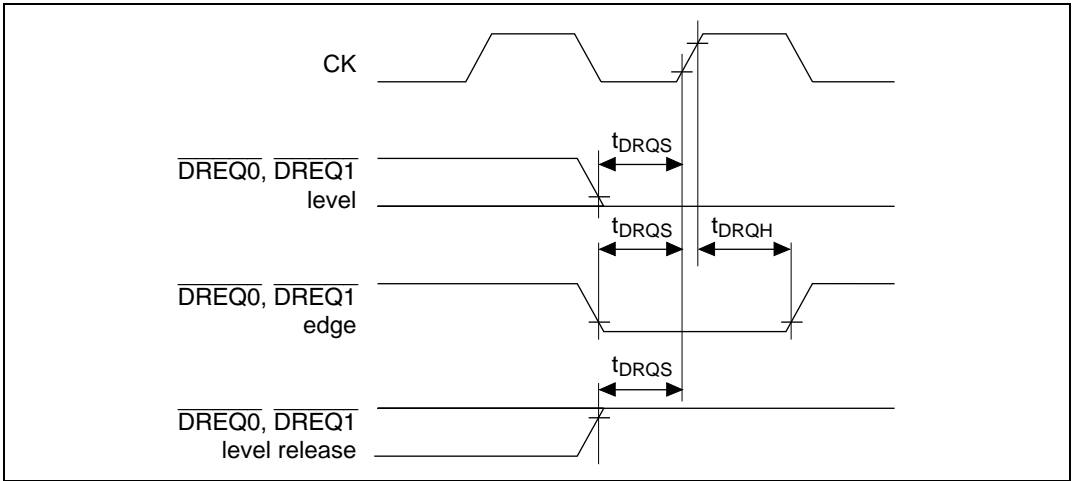 CK
tDRQS
DREQ0, DREQ1
level
tDRQS
tDRQH
DREQ0, DREQ1
edge
tDRQS
DREQ0, DREQ1
level release